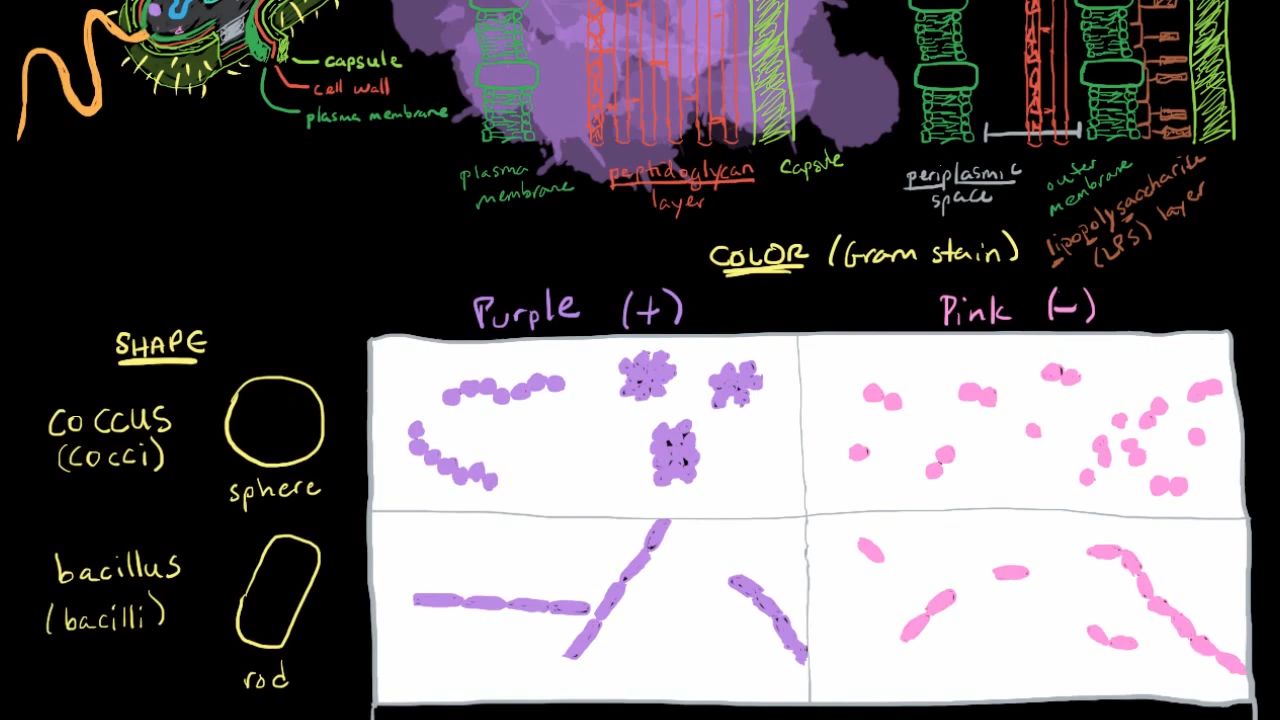 capsule
cell wall
plasma membrane
plasma
membrane
peptidoglycan
layer
capsule
periplasmic
space
outer
membrane
lipopolysaccharide
(LPS) layer
COLOR (Gram stain)
Purple (+)
Pink (-)
SHAPE
coccus
(cocci)
sphere
bacillus
(bacilli)
rod